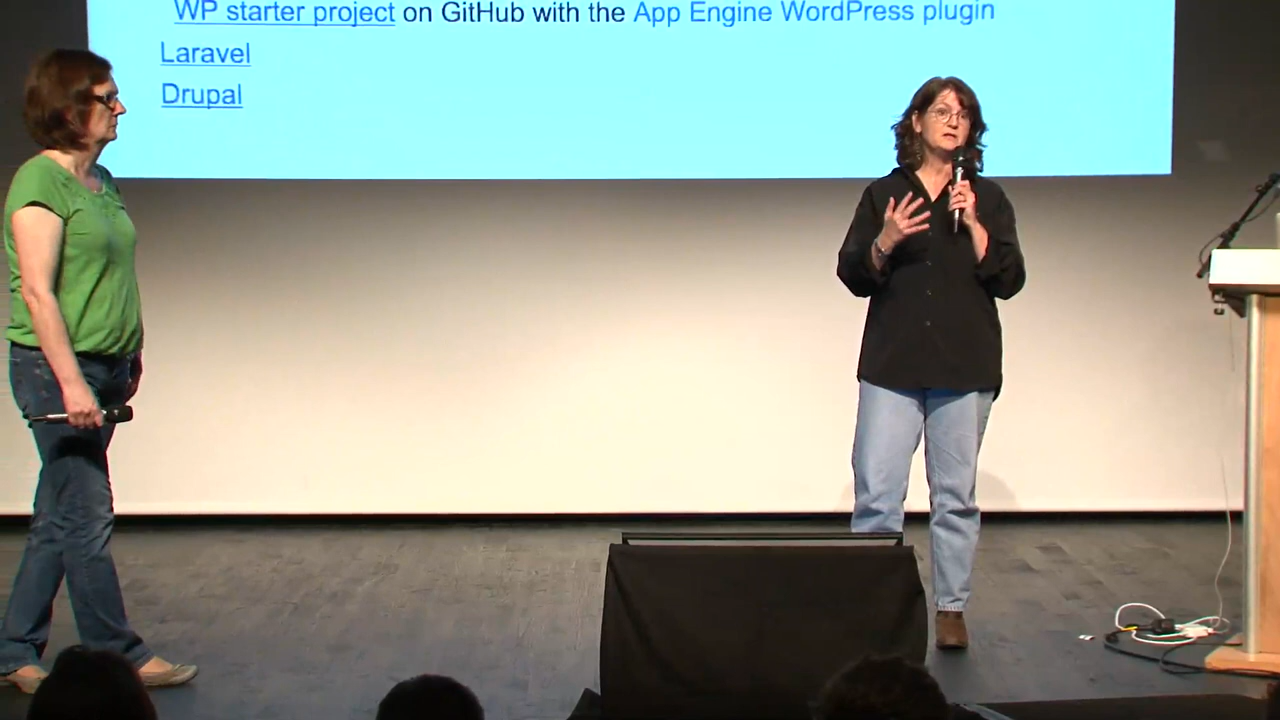 WP starter project on GitHub with the App Engine WordPress plugin
Laravel
Drupal